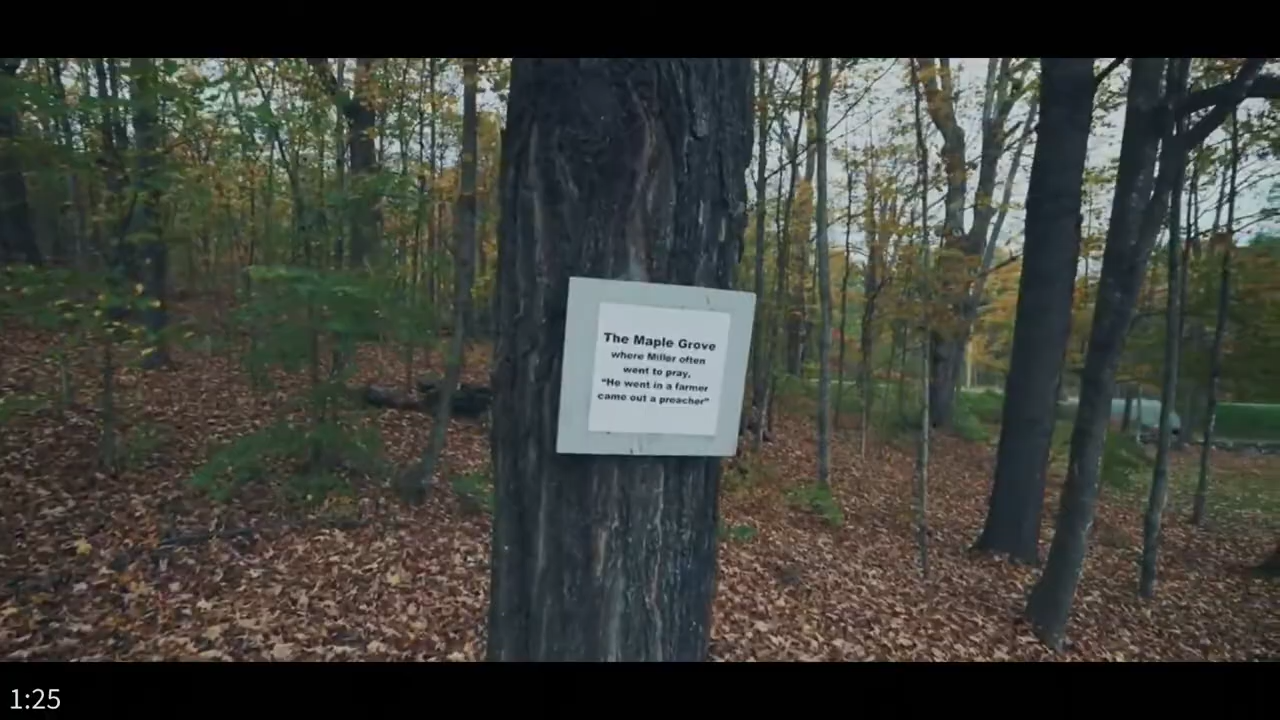 The Maple Grove
where Miller often
went to pray,
"He went in a farmer
came out a preacher"
1:25